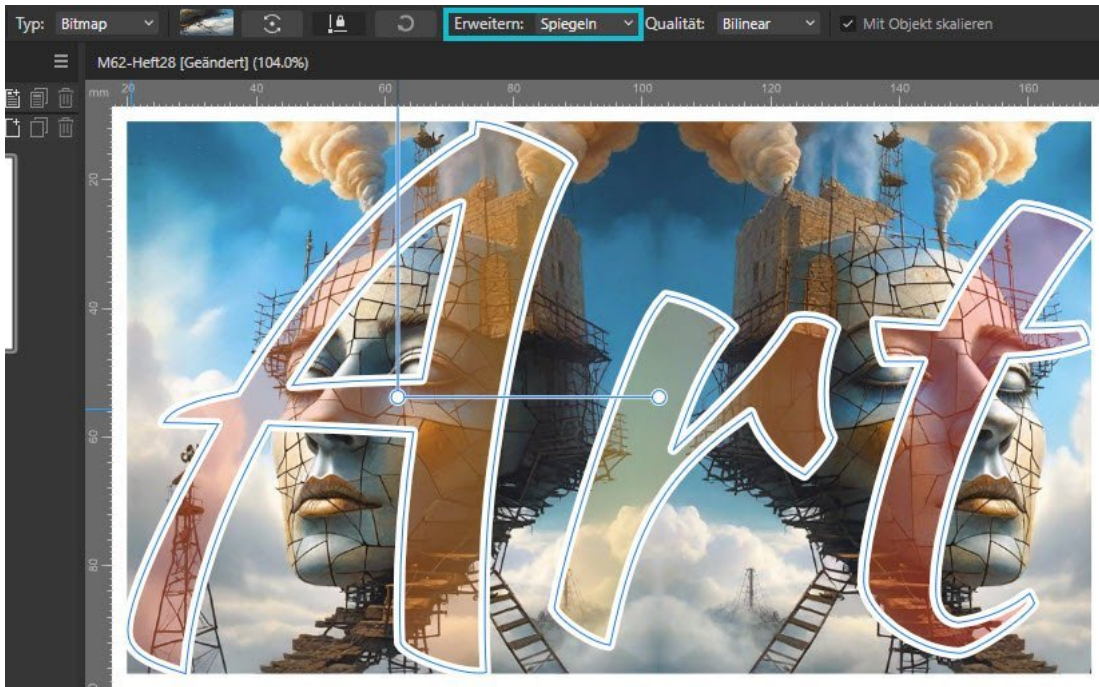 Typ: Bitmap Erweitern: Spiegeln Qualität: Bilinear Mit Objekt skalieren
M62-Heft28 [Geändert] (104.0%)
mm 20 40 60 80 100 120 140 160
20
40
60
80
Art